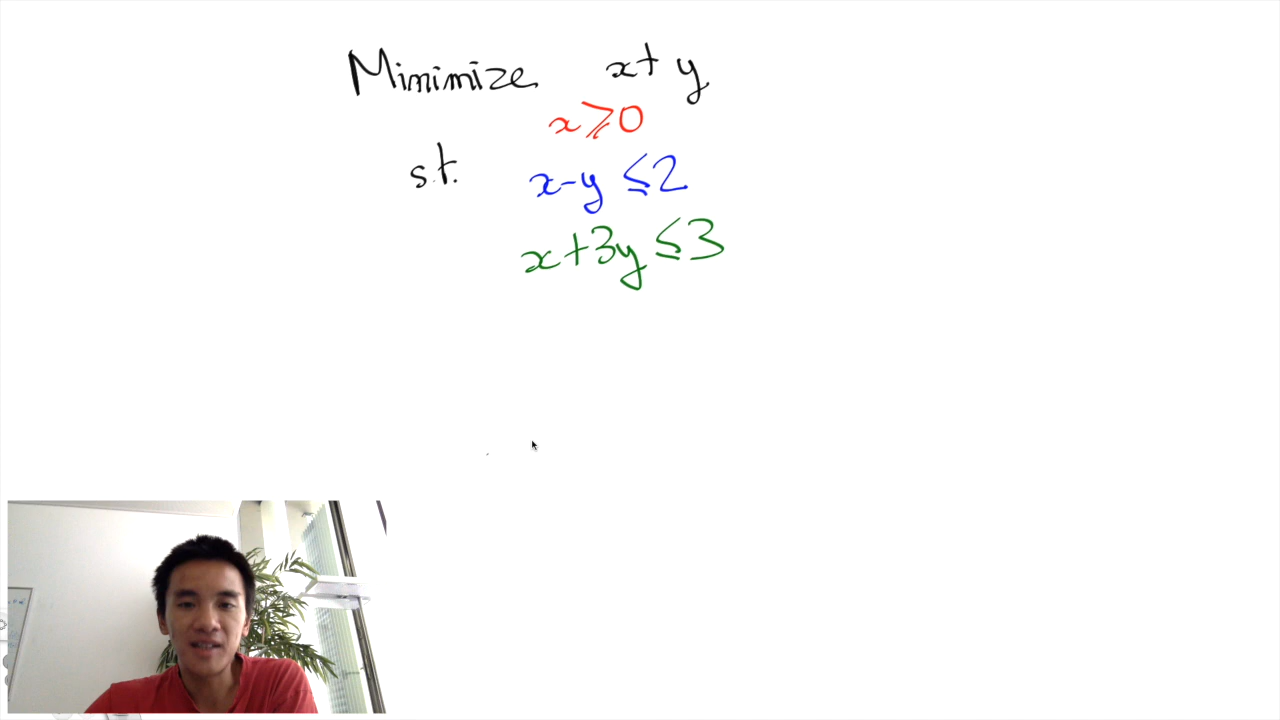 Minimize x+y
x⩾0
s.t. x-y ≤2
x+3y ≤3